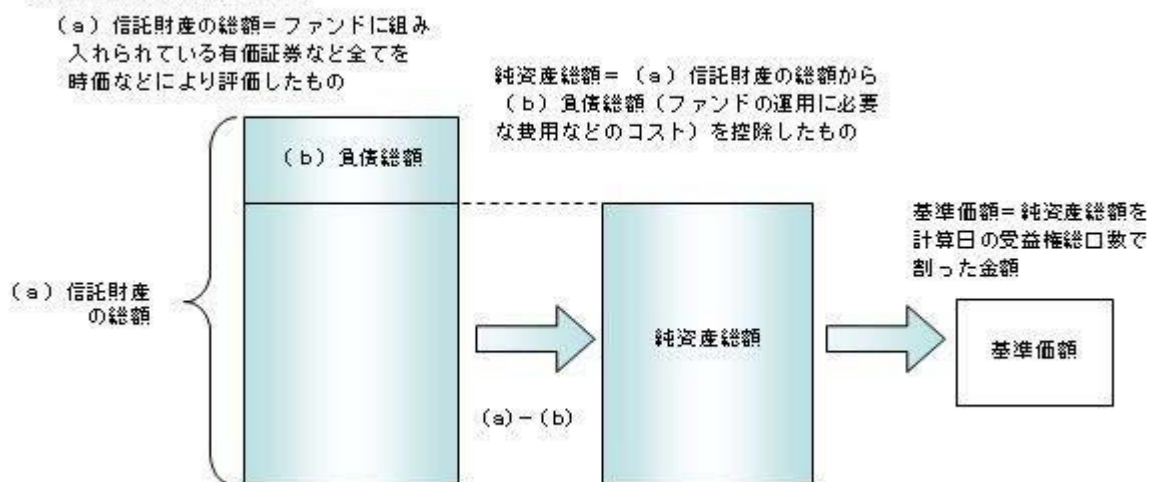 (a)信託財産の総額=ファンドに組み
入れられている有価証券など全てを
時価などにより評価したもの
純資産総額=(a)信託財産の総額から
(b)負債総額(ファンドの運用に必要
な費用などのコスト)を控除したもの
(b)負債総額
基準価額=純資産総額を
計算日の受益権総口数で
割った金額
(a)信託財産
の総額
純資産総額
基準価額
(a)-(b)